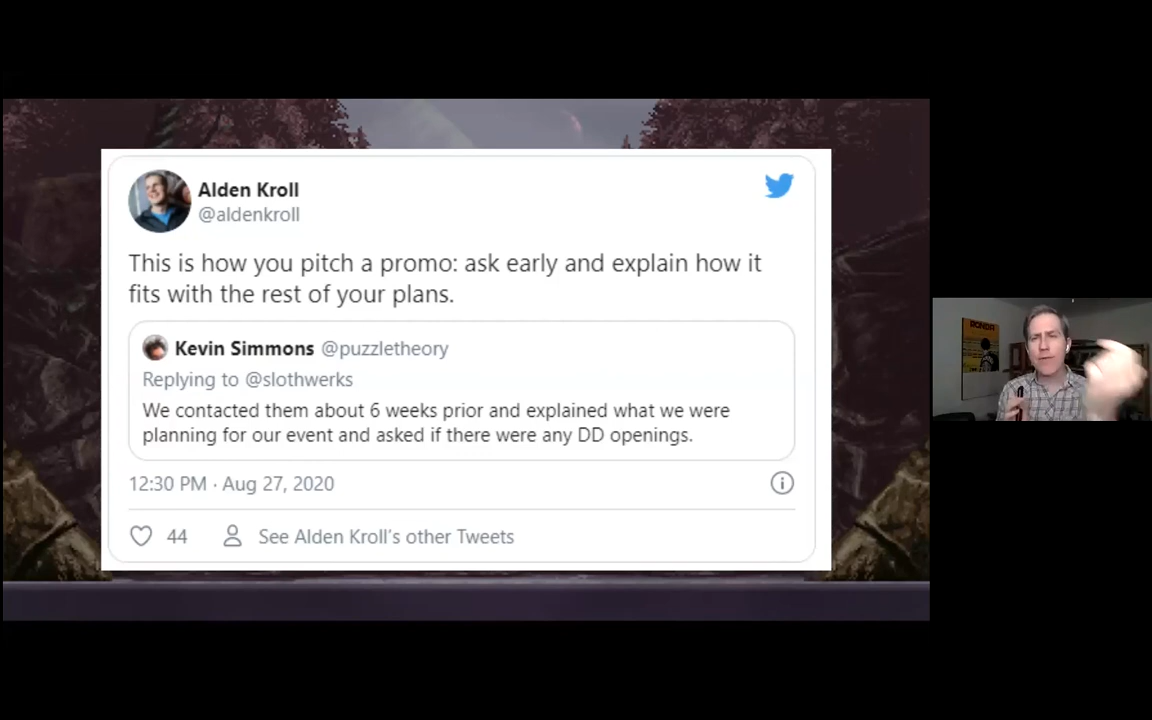 Alden Kroll
@aldenkroll
This is how you pitch a promo: ask early and explain how it
fits with the rest of your plans.
Kevin Simmons @puzzletheory
Replying to @slothwerks
We contacted them about 6 weeks prior and explained what we were
planning for our event and asked if there were any DD openings.
12:30 PM · Aug 27, 2020
44 See Alden Kroll's other Tweets